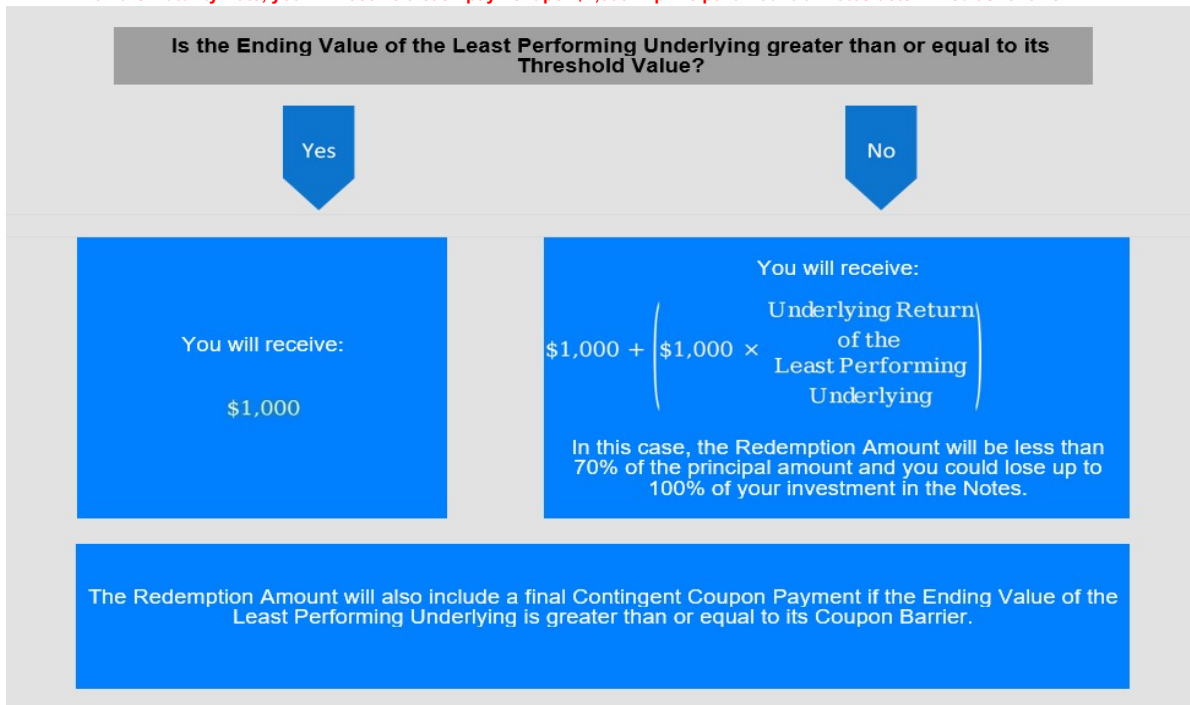 Is the Ending Value of the Least Performing Underlying greater than or equal to its
Threshold Value?
Yes
No
You will receive:
$1,000
You will receive:
$1,000 + ($1,000 × Underlying Return
of the
Least Performing
Underlying)
In this case, the Redemption Amount will be less than
70% of the principal amount and you could lose up to
100% of your investment in the Notes.
The Redemption Amount will also include a final Contingent Coupon Payment if the Ending Value of the
Least Performing Underlying is greater than or equal to its Coupon Barrier.